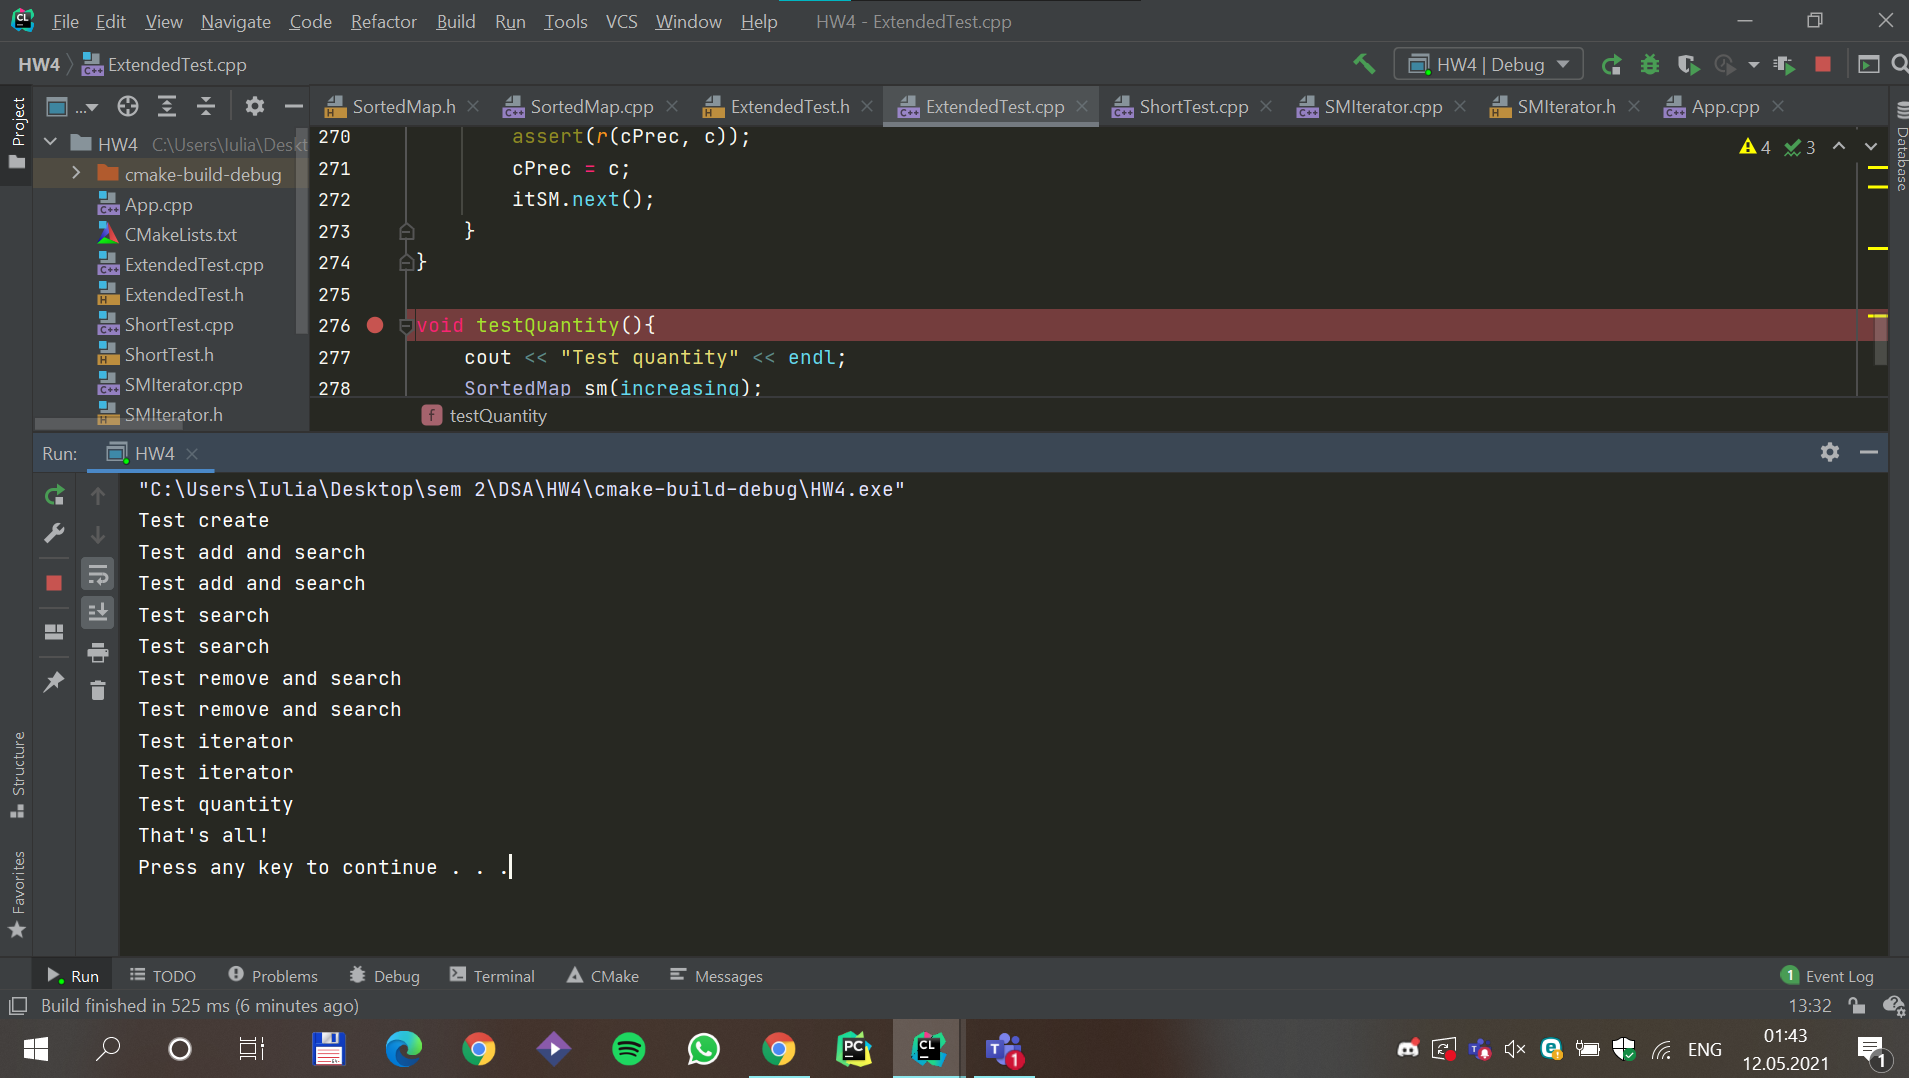 File Edit View Navigate Code Refactor Build Run Tools VCS Window Help HW4 - ExtendedTest.cpp
HW4 ExtendedTest.cpp HW4 | Debug
Project
... SortedMap.h SortedMap.cpp ExtendedTest.h ExtendedTest.cpp ShortTest.cpp SMIterator.cpp SMIterator.h App.cpp
Database
HW4 C:\Users\Iulia\Deskt
cmake-build-debug
App.cpp
CMakeLists.txt
ExtendedTest.cpp
ExtendedTest.h
ShortTest.cpp
ShortTest.h
SMIterator.cpp
SMIterator.h
4 3
270 assert(r(cPrec, c));
271 cPrec = c;
272 itSM.next();
273 }
274 }
275
276 void testQuantity(){
277 cout << "Test quantity" << endl;
278 SortedMap sm(increasing);
f testQuantity
Run: HW4
"C:\Users\Iulia\Desktop\sem 2\DSA\HW4\cmake-build-debug\HW4.exe"
Test create
Test add and search
Test add and search
Test search
Test search
Test remove and search
Test remove and search
Test iterator
Test iterator
Test quantity
That's all!
Press any key to continue . . .
Structure
Favorites
Run TODO Problems Debug Terminal CMake Messages 1 Event Log
Build finished in 525 ms (6 minutes ago) 13:32
PC CL T 1 ENG 01:43
12.05.2021 1